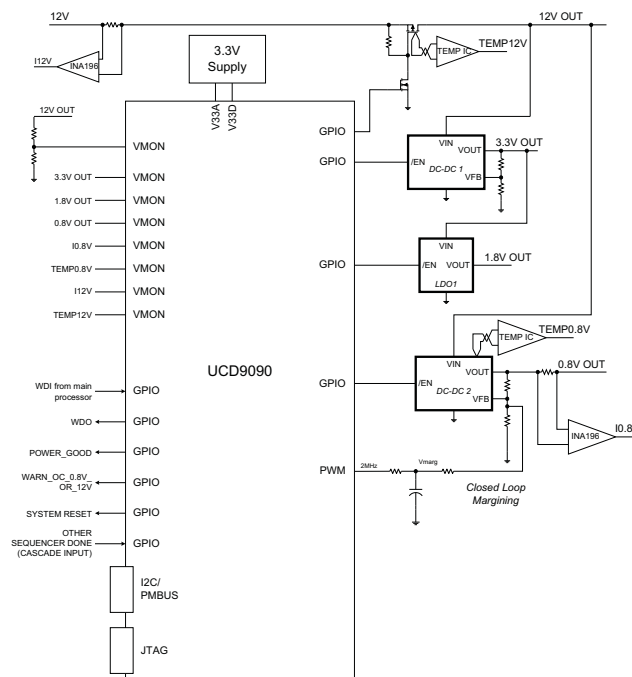 12V
12V OUT
I12V
INA196
3.3V
Supply
TEMP IC
TEMP12V
V33A
V33D
12V OUT
GPIO
VMON
GPIO
VIN
/EN
VOUT
3.3V OUT
DC-DC 1
VFB
3.3V OUT
VMON
1.8V OUT
VMON
0.8V OUT
VMON
I0.8V
VMON
TEMP0.8V
VMON
I12V
VMON
TEMP12V
VMON
GPIO
VIN
/EN
VOUT
1.8V OUT
LDO1
TEMP IC
TEMP0.8V
UCD9090
VIN
VOUT
0.8V OUT
GPIO
/EN
DC-DC 2
VFB
INA196
I0.8
WDI from main
processor
GPIO
WDO
GPIO
POWER_GOOD
GPIO
WARN_OC_0.8V_
OR_12V
GPIO
SYSTEM RESET
GPIO
OTHER
SEQUENCER DONE
(CASCADE INPUT)
GPIO
PWM
2MHz
Vmarg
Closed Loop
Margining
I2C/
PMBUS
JTAG